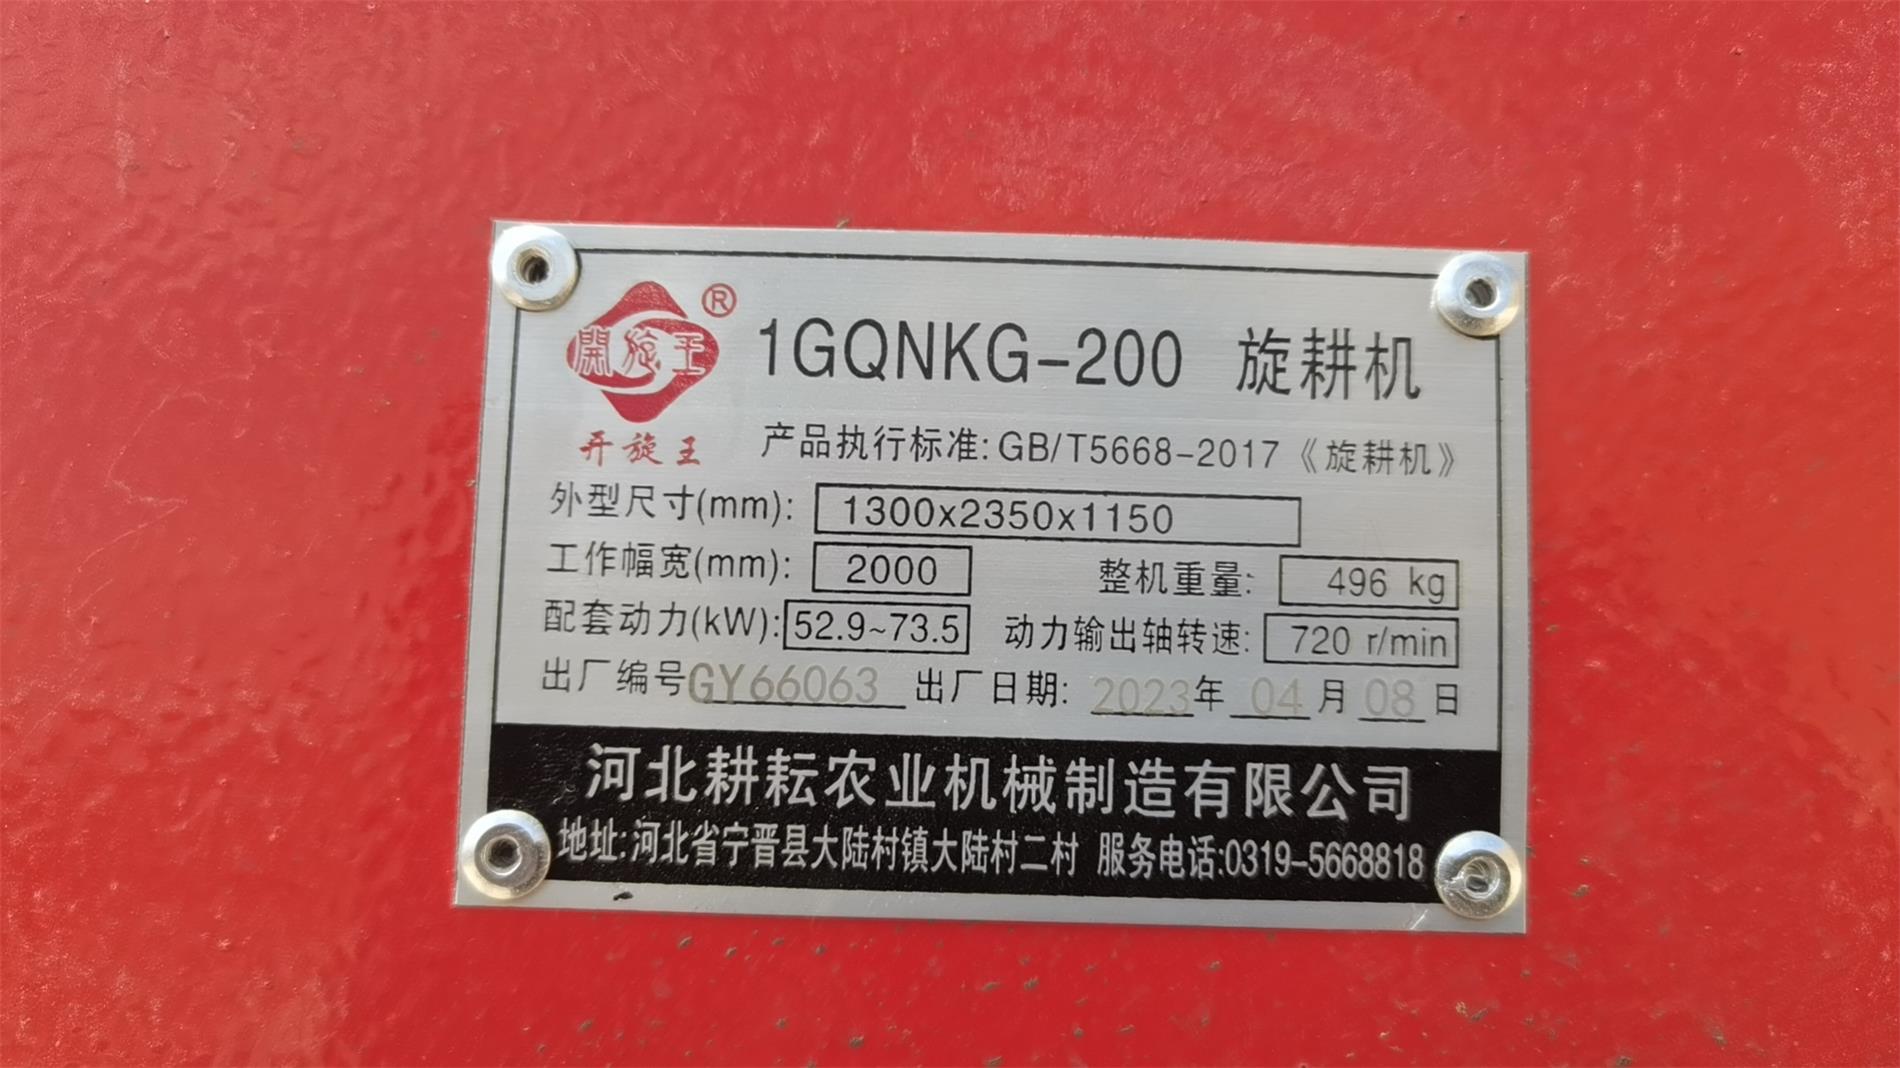 開旋王®
开旋王
1GQNKG-200 旋耕机
产品执行标准:GB/T5668-2017《旋耕机》
外型尺寸(mm): 1300x2350x1150
工作幅宽(mm): 2000 整机重量: 496 kg
配套动力(kW): 52.9~73.5 动力输出轴转速: 720 r/min
出厂编号GY66063 出厂日期: 2023年 04 月 08 日
河北耕耘农业机械制造有限公司
地址:河北省宁晋县大陆村镇大陆村二村 服务电话:0319-5668818